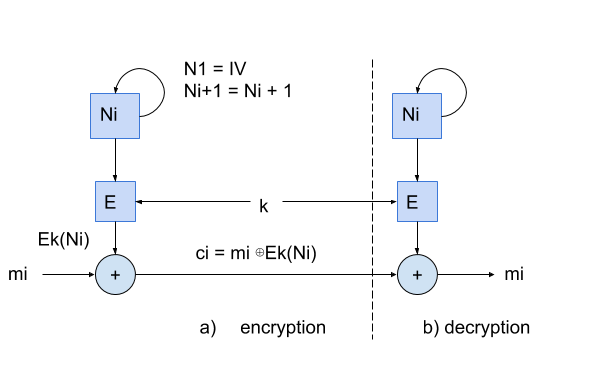 N1 = IV
Ni+1 = Ni + 1
Ni
Ni
E
k
E
Ek(Ni)
ci = mi ⊕Ek(Ni)
mi
+
+
mi
a) encryption
b) decryption